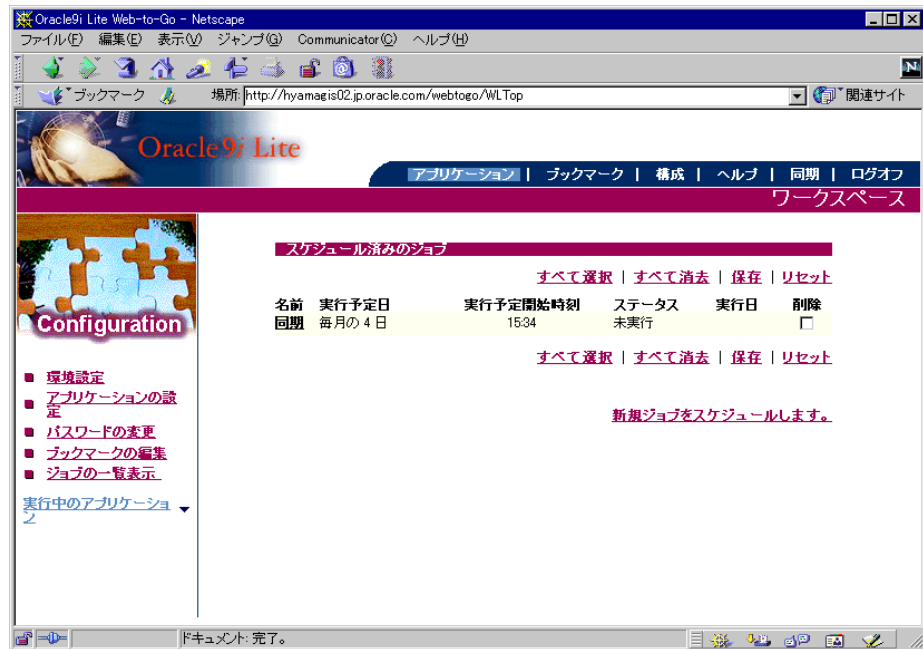 Oracle9i Lite Web-to-Go - Netscape
ファイル(F) 編集(E) 表示(V) ジャンプ(G) Communicator(C) ヘルプ(H)
ブックマーク 場所: http://hyamagis02.jp.oracle.com/webtogo/WLTop 関連サイト
N
Oracle9i Lite
アプリケーション | ブックマーク | 構成 | ヘルプ | 同期 | ログオフ
ワークスペース
Configuration
環境設定
アプリケーションの設
定
パスワードの変更
ブックマークの編集
ジョブの一覧表示
実行中のアプリケーショ
ン
スケジュール済みのジョブ
すべて選択 | すべて消去 | 保存 | リセット
名前 実行予定日 実行予定開始時刻 ステータス 実行日 削除
同期 毎月の 4 日 15:34 未実行
すべて選択 | すべて消去 | 保存 | リセット
新規ジョブをスケジュールします。
ドキュメント: 完了。